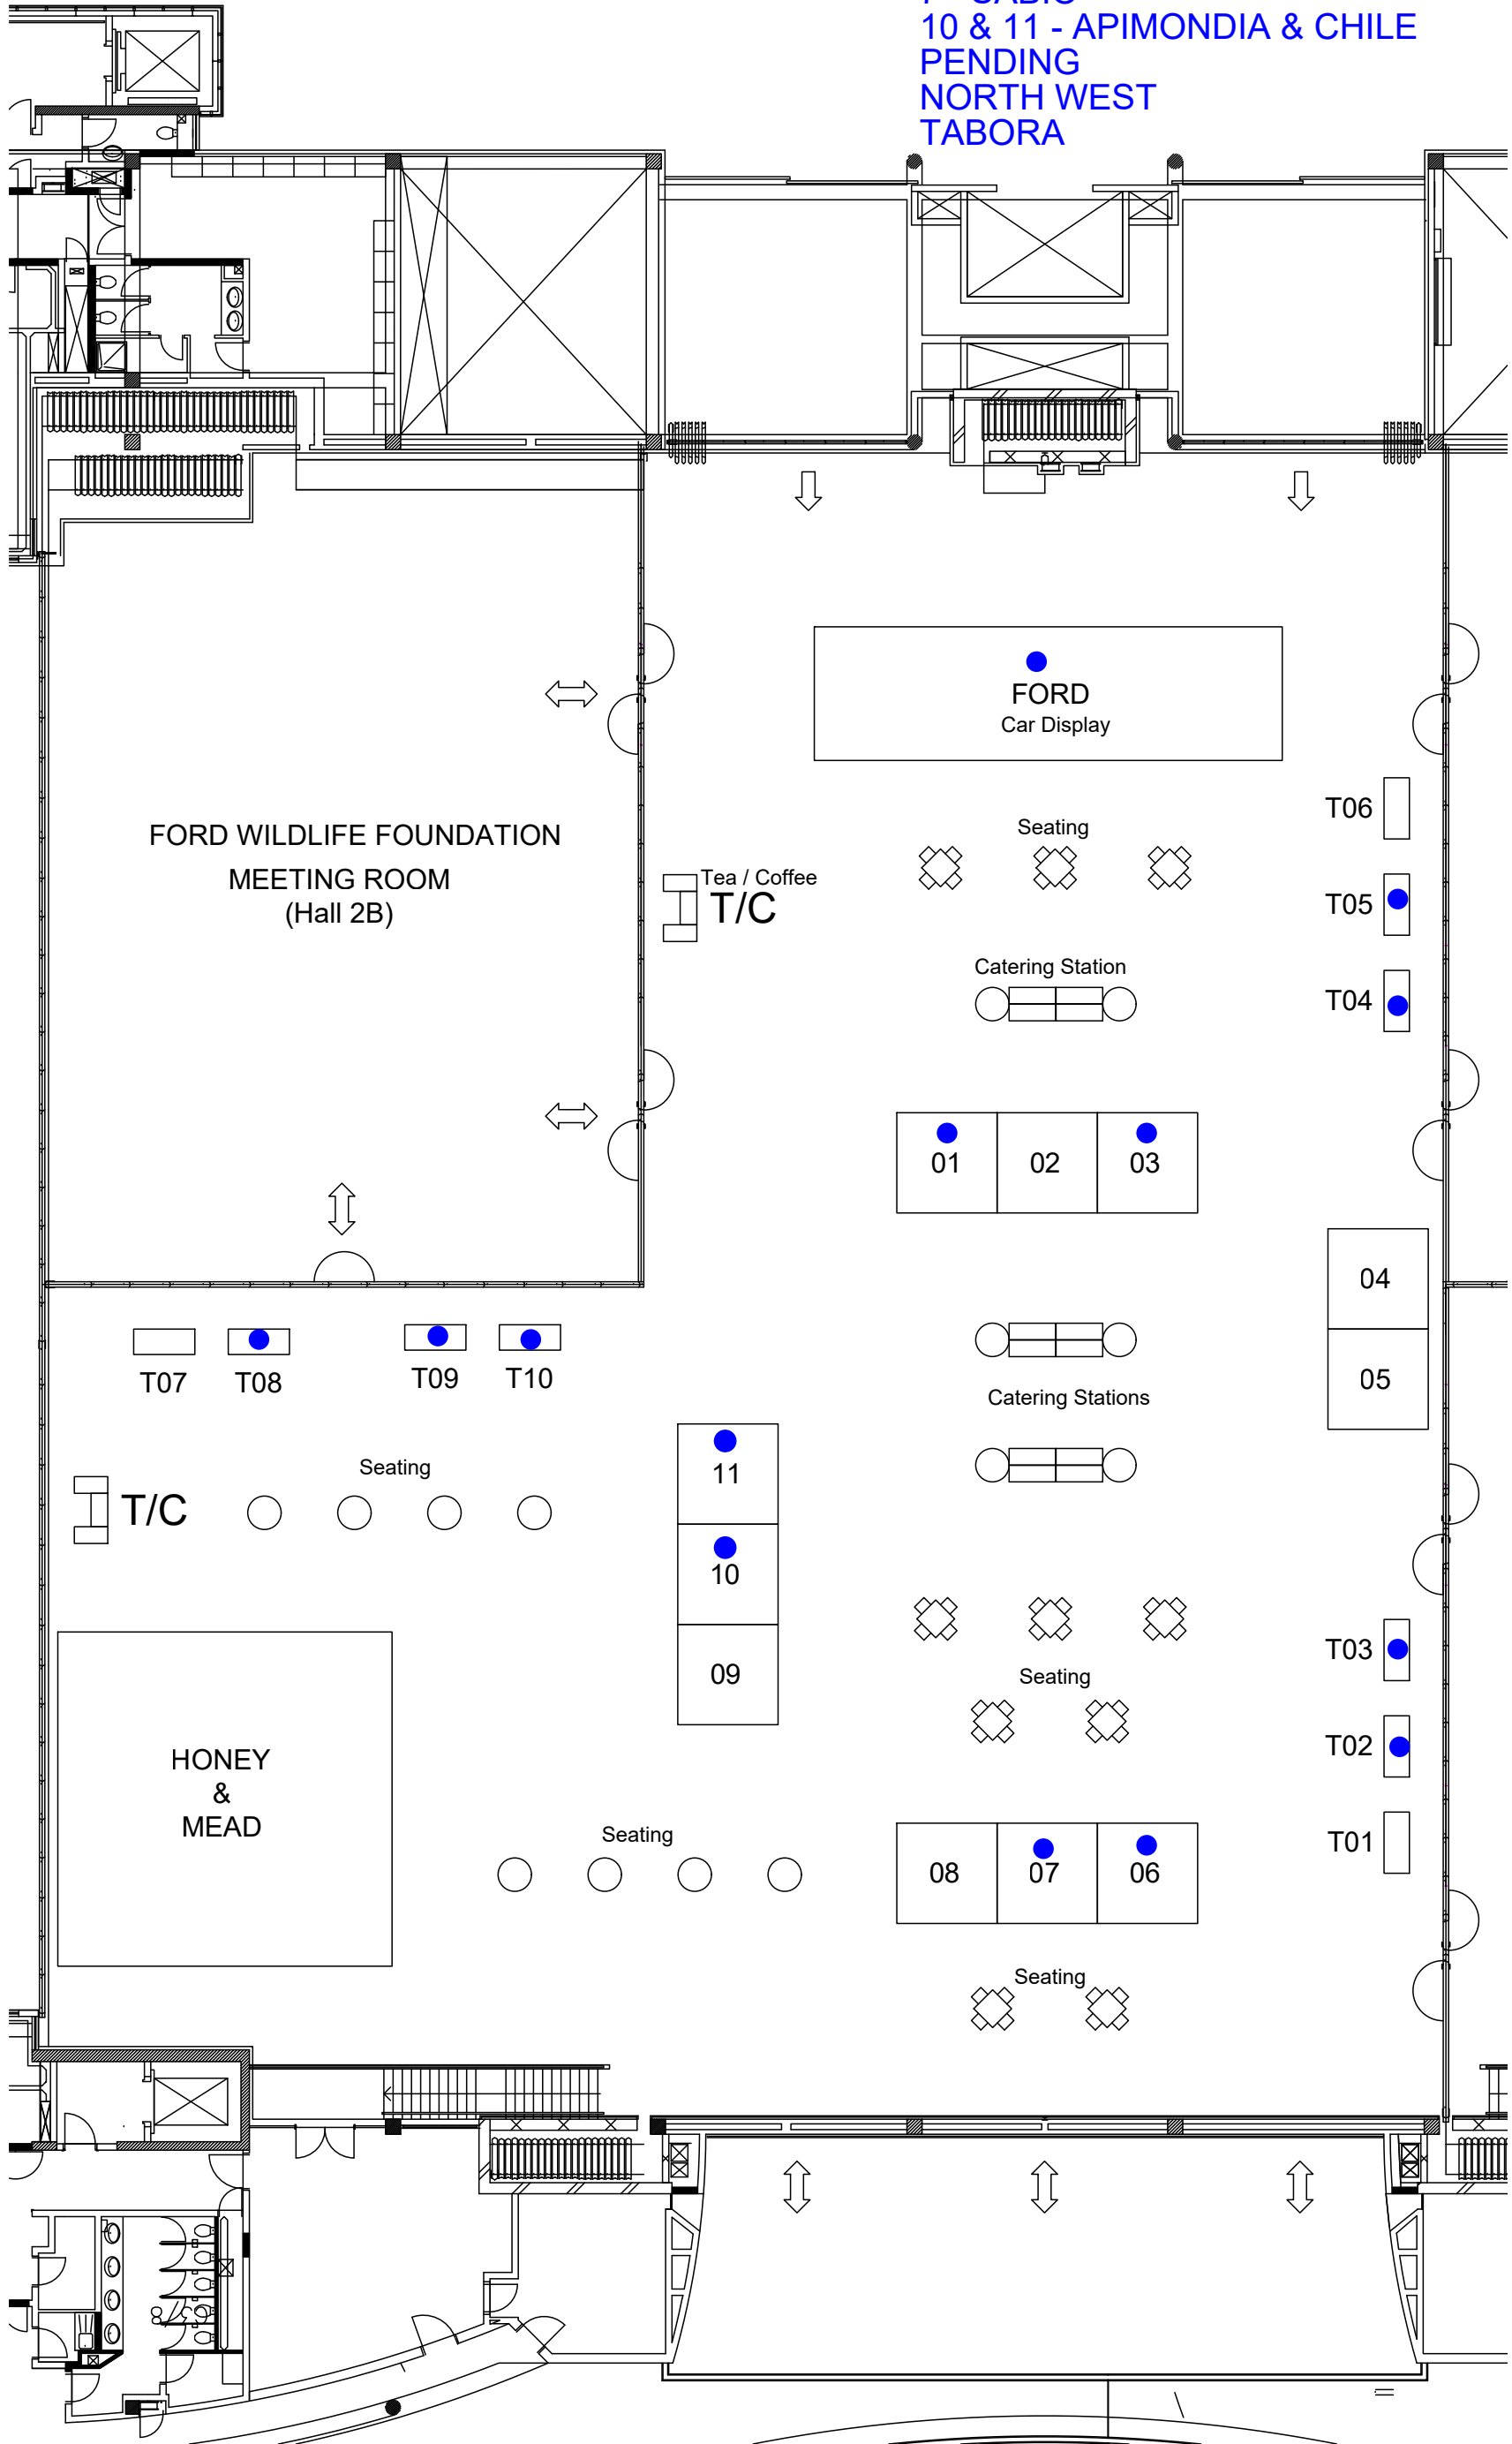 10 & 11 - APIMONDIA & CHILE
PENDING
NORTH WEST
TABORA
FORD
Car Display
T06
Seating
FORD WILDLIFE FOUNDATION
MEETING ROOM
(Hall 2B)
Tea / Coffee
T/C
T05
Catering Station
T04
01
02
03
04
05
T07
T08
T09
T10
Catering Stations
Seating
T/C
11
10
09
T03
Seating
T02
HONEY
&
MEAD
T01
Seating
08
07
06
Seating